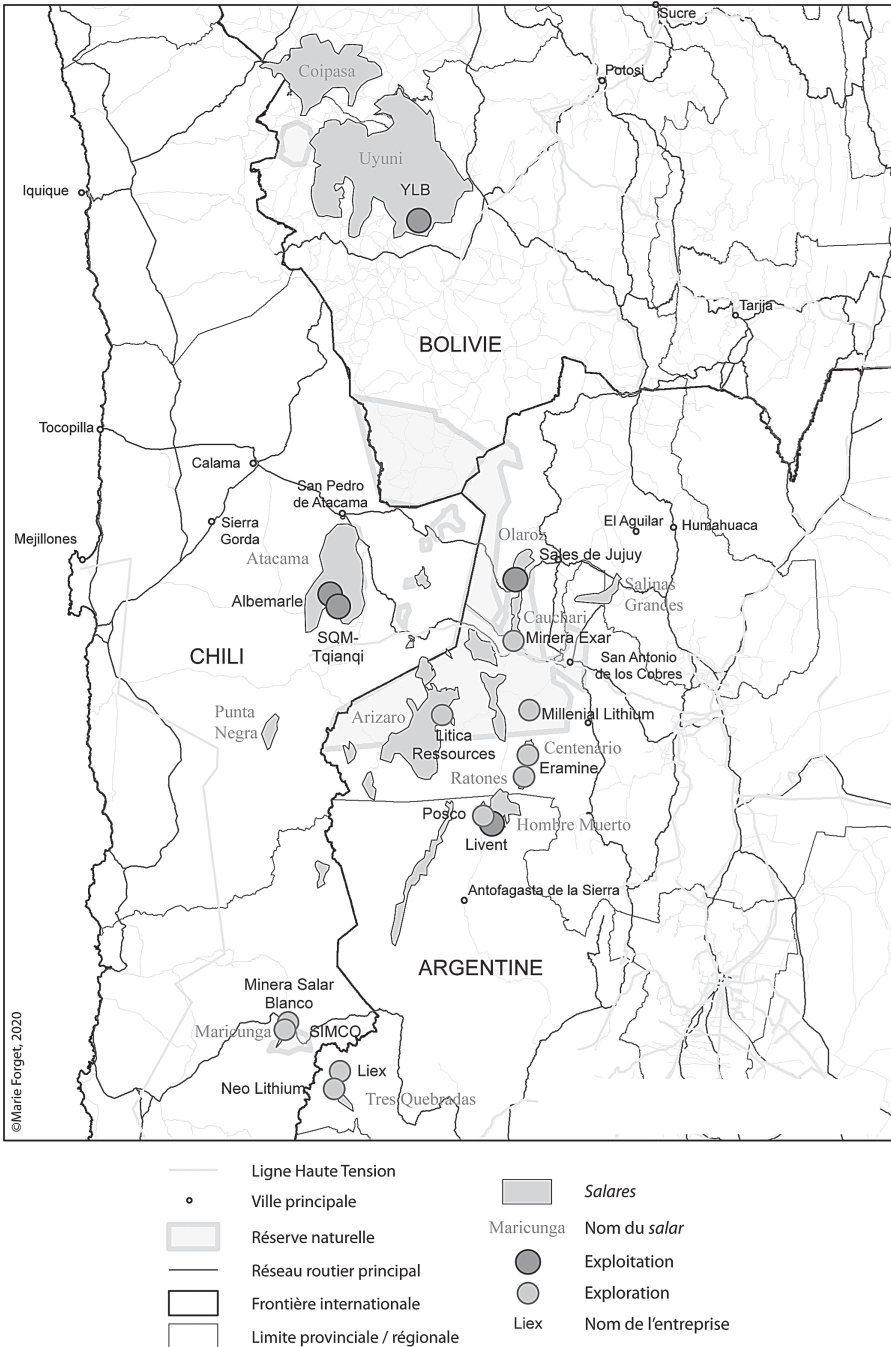 Sucre
Coipasa
Potosi
Uyuni
YLB
Iquique
Tarija
BOLIVIE
Tocopilla
Calama
San Pedro
de Atacama
Sierra
Gorda
Mejillones
Atacama
Olaroz
El Aguilar
Humahuaca
Sales de Jujuy
Salinas
Grandes
Albemarle
Cauchari
SQM-
Tqianqi
Minera Exar
CHILI
San Antonio
de los Cobres
Punta
Negra
Arizaro
Millenial Lithium
Litica
Ressources
Centenario
Eramine
Ratones
Posco
Hombre Muerto
Livent
Antofagasta de la Sierra
ARGENTINE
Minera Salar
Blanco
Maricunga
SIMCO
Liex
Neo Lithium
Tres Quebradas
©Marie Forget, 2020
Ligne Haute Tension
Ville principale
Réserve naturelle
Réseau routier principal
Frontière internationale
Limite provinciale / régionale
Salares
Maricunga Nom du salar
Exploitation
Exploration
Liex Nom de l'entreprise